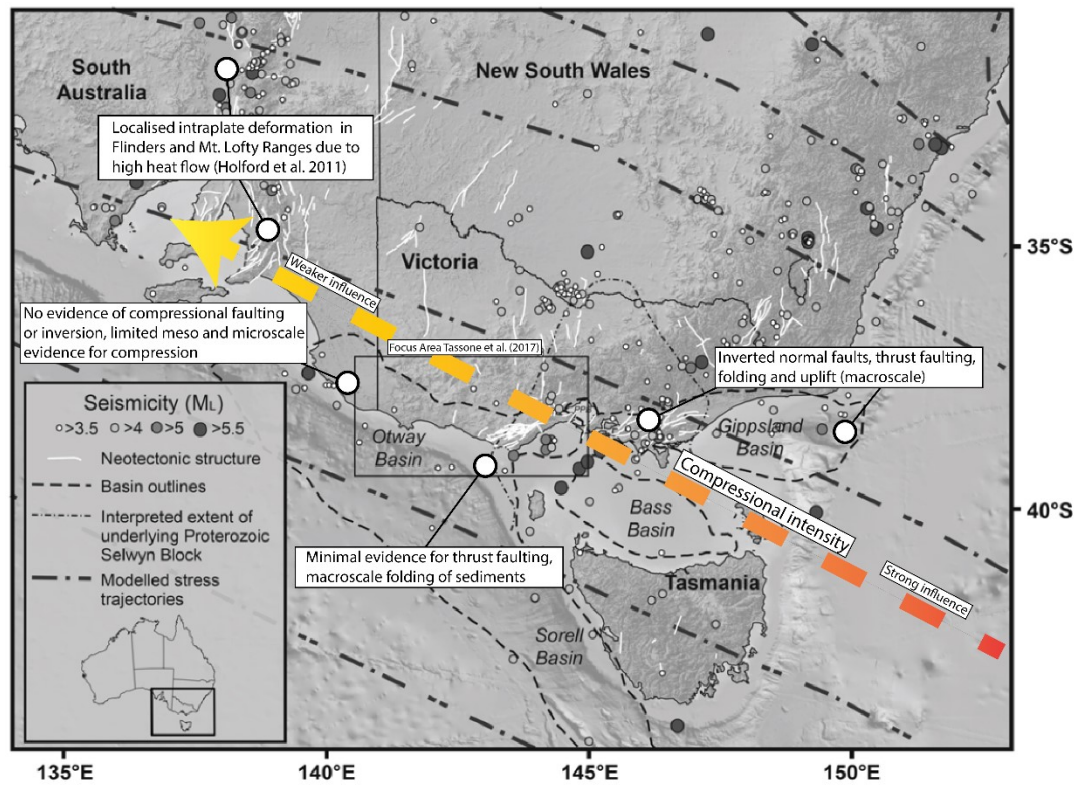 South
Australia
New South Wales
Localised intraplate deformation in
Flinders and Mt. Lofty Ranges due to
high heat flow (Holford et al. 2011)
35°S
Victoria
Weaker influence
No evidence of compressional faulting
or inversion, limited meso and microscale
evidence for compression
Focus Area Tassone et al. (2017)
Inverted normal faults, thrust faulting,
folding and uplift (macroscale)
Seismicity (ML)
>3.5 >4 >5 >5.5
Neotectonic structure
Basin outlines
Interpreted extent of
underlying Proterozoic
Selwyn Block
Modelled stress
trajectories
Otway
Basin
PPB
Gippsland
Basin
Compressional intensity
Bass
Basin
40°S
Minimal evidence for thrust faulting,
macroscale folding of sediments
Tasmania
Strong influence
Sorell
Basin
135°E 140°E 145°E 150°E